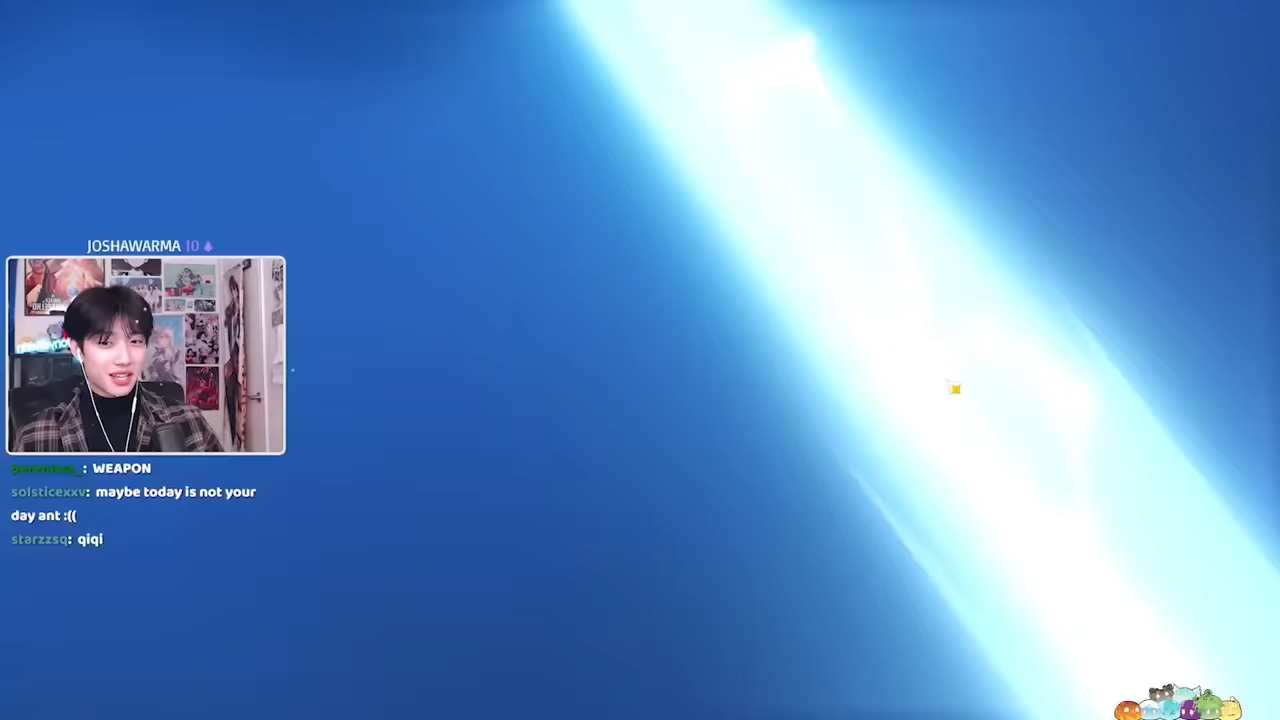 JOSHAWARMA 10
: WEAPON
solsticexxv: maybe today is not your
day ant :((
starzzsq: qiqi